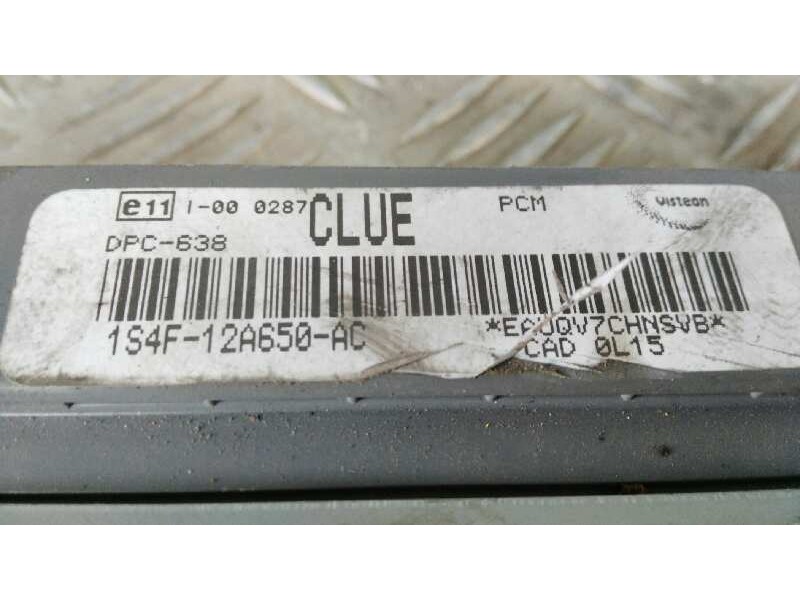 e11 I-00 0287 CLUE PCM Visteon
DPC-638
1S4F-12A650-AC *EAUQV7CHNSVB*
CAD 0L15